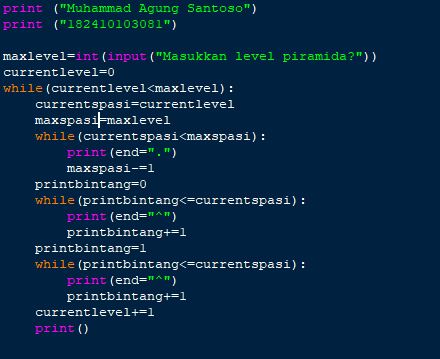 print ("Muhammad Agung Santoso")
print ("182410103081")

maxlevel=int(input("Masukkan level piramida?"))
currentlevel=0
while(currentlevel<maxlevel):
    currentspasi=currentlevel
    maxspasi=maxlevel
    while(currentspasi<maxspasi):
        print(end=".")
        maxspasi-=1
    printbintang=0
    while(printbintang<=currentspasi):
        print(end="^")
        printbintang+=1
    printbintang=1
    while(printbintang<=currentspasi):
        print(end="^")
        printbintang+=1
    currentlevel+=1
    print()